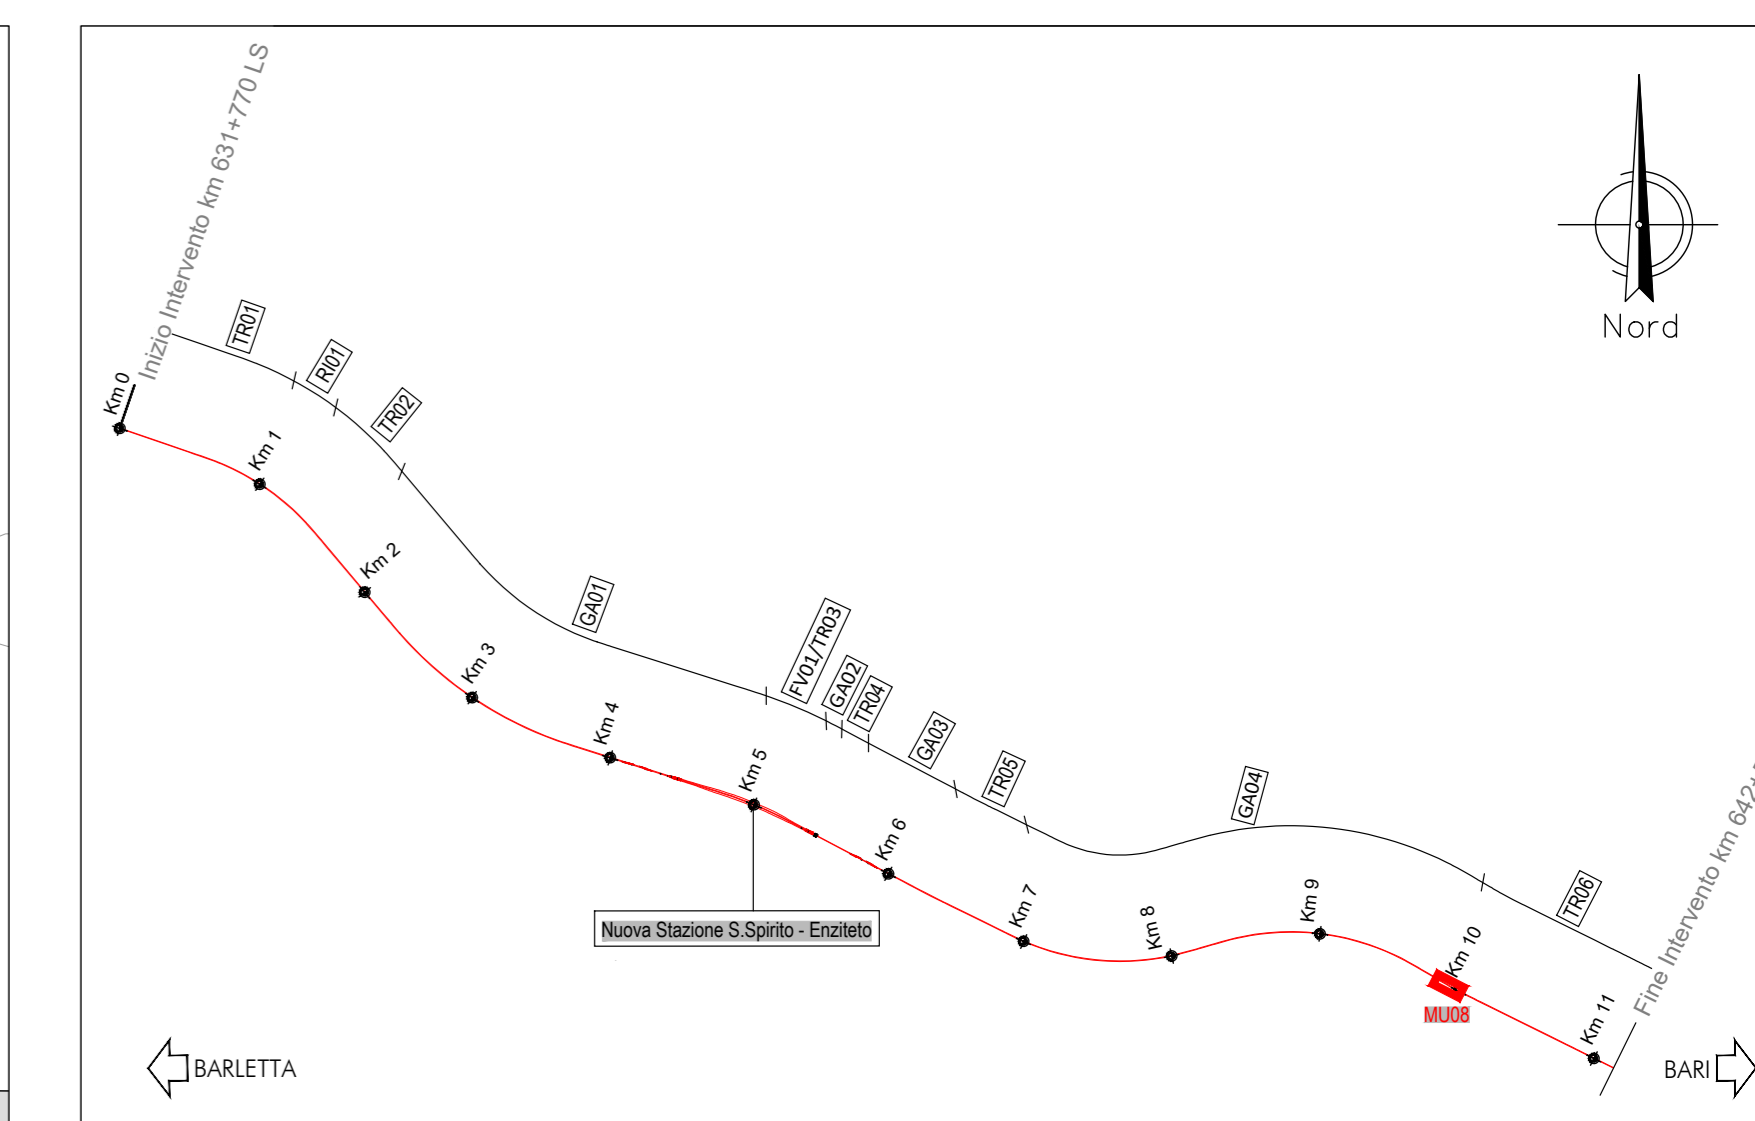 Inizio Intervento km 631+770 LS
Nord
TR01
RI01
TR02
GA01
FV01/TR03
GA02
TR04
GA03
TR05
GA04
TR06
Km 0
Km 1
Km 2
Km 3
Km 4
Km 5
Km 6
Km 7
Km 8
Km 9
Km 10
Km 11
Nuova Stazione S.Spirito - Enziteto
MU08
Fine Intervento km 642+
BARLETTA
BARI